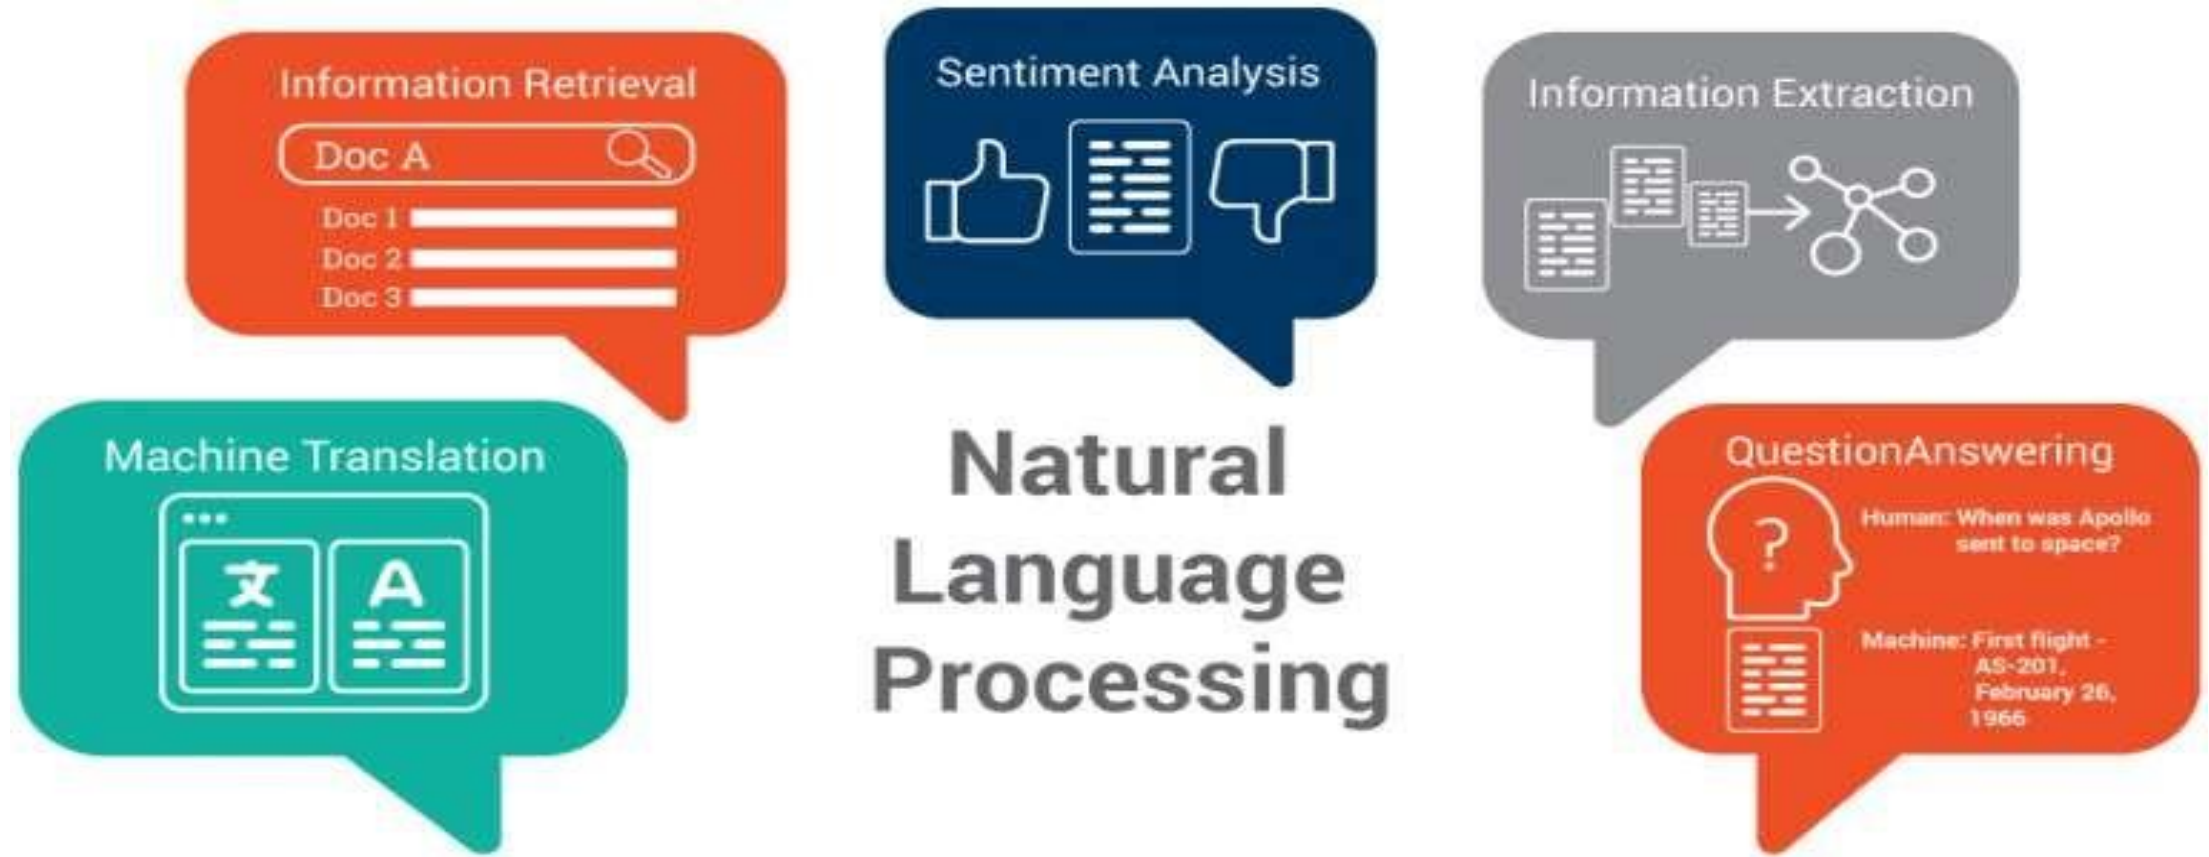 Information Retrieval
Doc A
Doc 1
Doc 2
Doc 3
Sentiment Analysis
Information Extraction
Machine Translation
文 A
Natural
Language
Processing
QuestionAnswering
?
Human: When was Apollo
sent to space?
Machine: First flight -
AS-201,
February 26,
1966